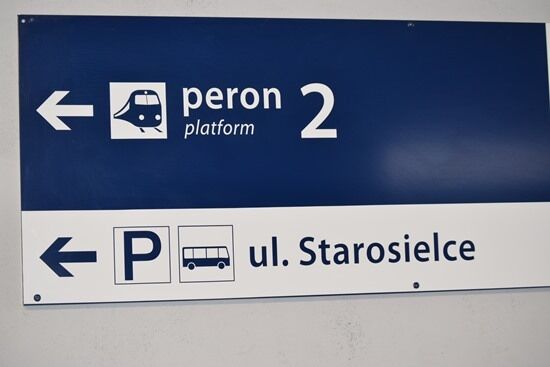 peron 2
platform
P ul. Starosielce